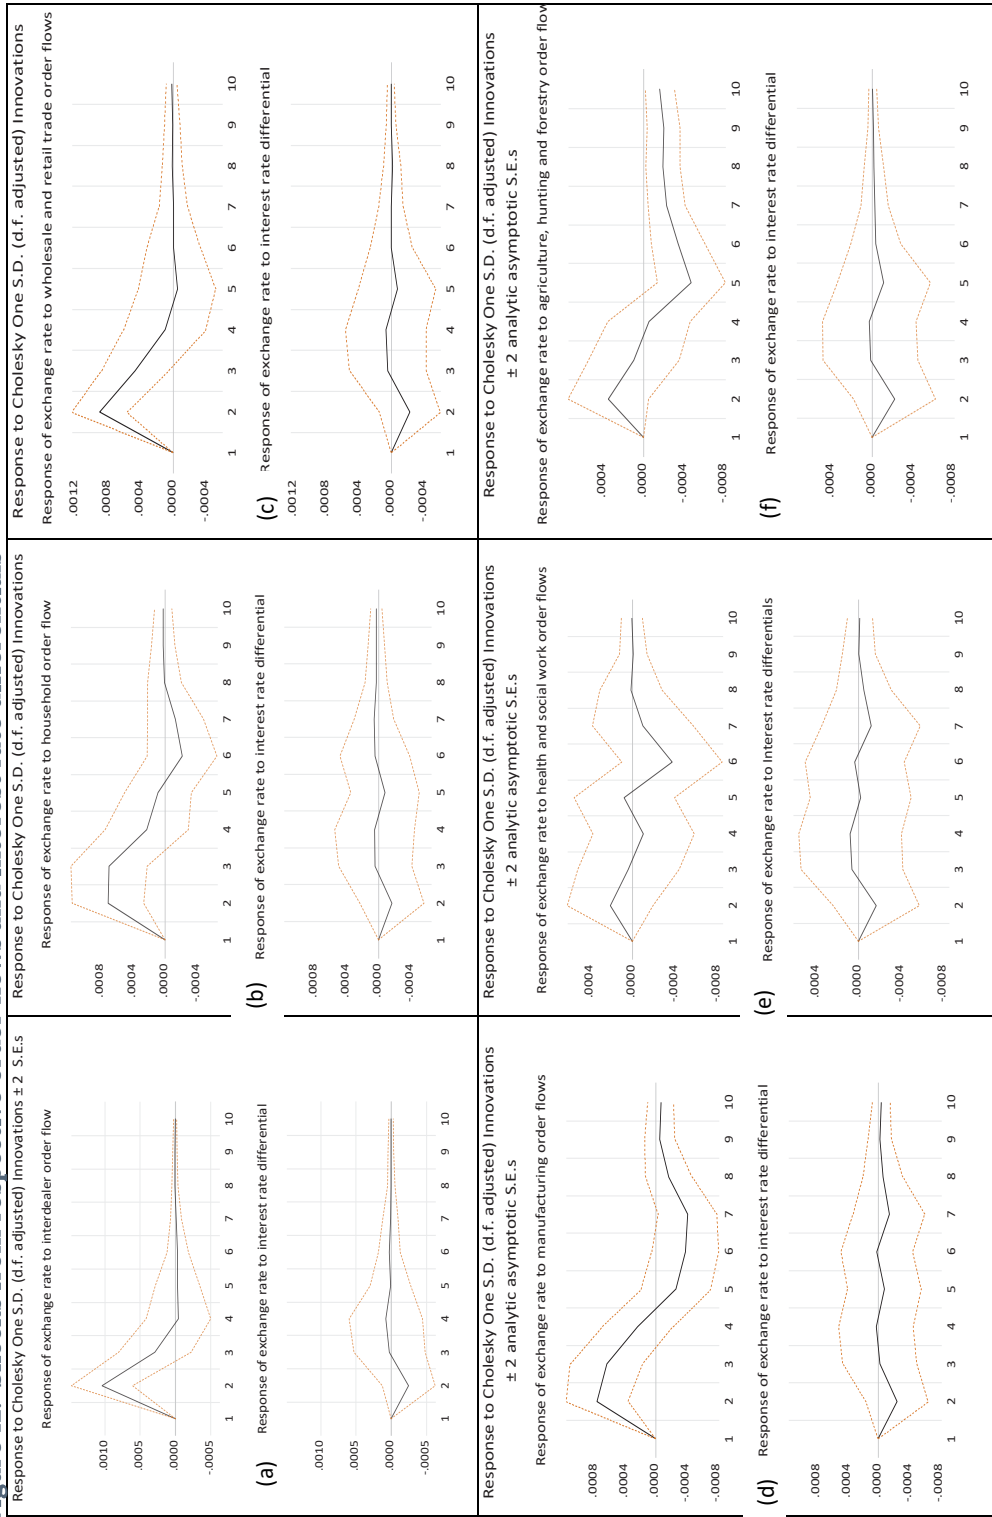 Response to Cholesky One S.D. (d.f. adjusted) Innovations ± 2 S.E.s
Response of exchange rate to interdealer order flow
.0010
.0005
.0000
-.0005
1 2 3 4 5 6 7 8 9 10
(a)
Response of exchange rate to interest rate differential
.0010
.0005
.0000
-.0005
1 2 3 4 5 6 7 8 9 10
Response to Cholesky One S.D. (d.f. adjusted) Innovations
Response of exchange rate to household order flow
.0008
.0004
.0000
-.0004
1 2 3 4 5 6 7 8 9 10
(b)
Response of exchange rate to interest rate differential
.0008
.0004
.0000
-.0004
1 2 3 4 5 6 7 8 9 10
Response to Cholesky One S.D. (d.f. adjusted) Innovations
Response of exchange rate to wholesale and retail trade order flows
.0012
.0008
.0004
.0000
-.0004
1 2 3 4 5 6 7 8 9 10
(c)
Response of exchange rate to interest rate differential
.0012
.0008
.0004
.0000
-.0004
1 2 3 4 5 6 7 8 9 10
Response to Cholesky One S.D. (d.f. adjusted) Innovations
± 2 analytic asymptotic S.E.s
Response of exchange rate to manufacturing order flows
.0008
.0004
.0000
-.0004
-.0008
1 2 3 4 5 6 7 8 9 10
(d)
Response of exchange rate to interest rate differential
.0008
.0004
.0000
-.0004
-.0008
1 2 3 4 5 6 7 8 9 10
Response to Cholesky One S.D. (d.f. adjusted) Innovations
± 2 analytic asymptotic S.E.s
Response of exchange rate to health and social work order flows
.0004
.0000
-.0004
-.0008
1 2 3 4 5 6 7 8 9 10
(e)
Response of exchange rate to Interest rate differentials
.0004
.0000
-.0004
-.0008
1 2 3 4 5 6 7 8 9 10
Response to Cholesky One S.D. (d.f. adjusted) Innovations
± 2 analytic asymptotic S.E.s
Response of exchange rate to agriculture, hunting and forestry order flow
.0004
.0000
-.0004
-.0008
1 2 3 4 5 6 7 8 9 10
(f)
Response of exchange rate to interest rate differential
.0004
.0000
-.0004
-.0008
1 2 3 4 5 6 7 8 9 10